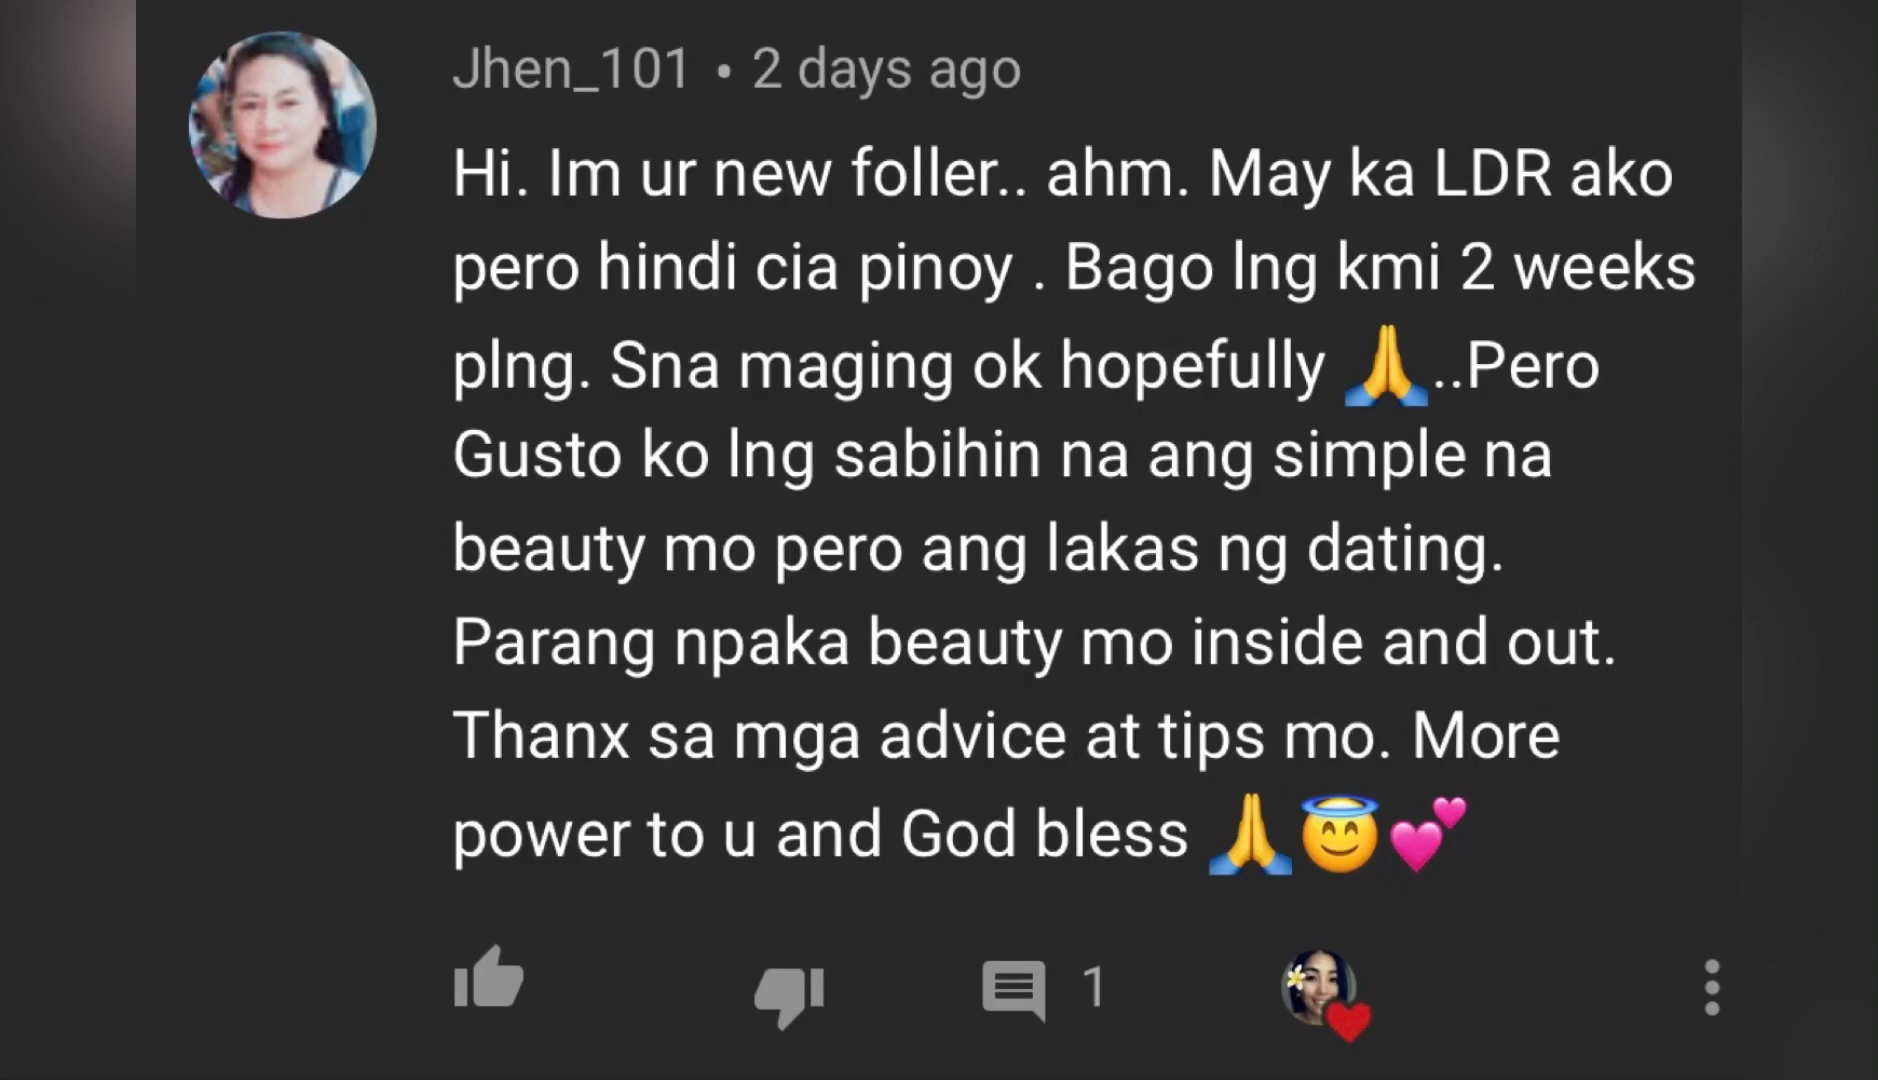 Jhen_101 • 2 days ago
Hi. Im ur new foller.. ahm. May ka LDR ako
pero hindi cia pinoy . Bago lng kmi 2 weeks
plng. Sna maging ok hopefully 🙏..Pero
Gusto ko lng sabihin na ang simple na
beauty mo pero ang lakas ng dating.
Parang npaka beauty mo inside and out.
Thanx sa mga advice at tips mo. More
power to u and God bless 🙏😇💕
1